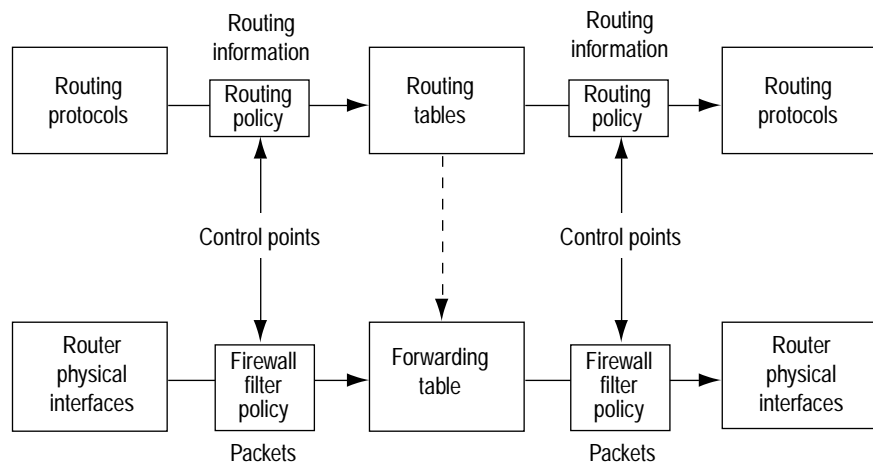 Routing
information
Routing
information
Routing
protocols
Routing
policy
Routing
tables
Routing
policy
Routing
protocols
Control points
Control points
Router
physical
interfaces
Firewall
filter
policy
Forwarding
table
Firewall
filter
policy
Router
physical
interfaces
Packets
Packets